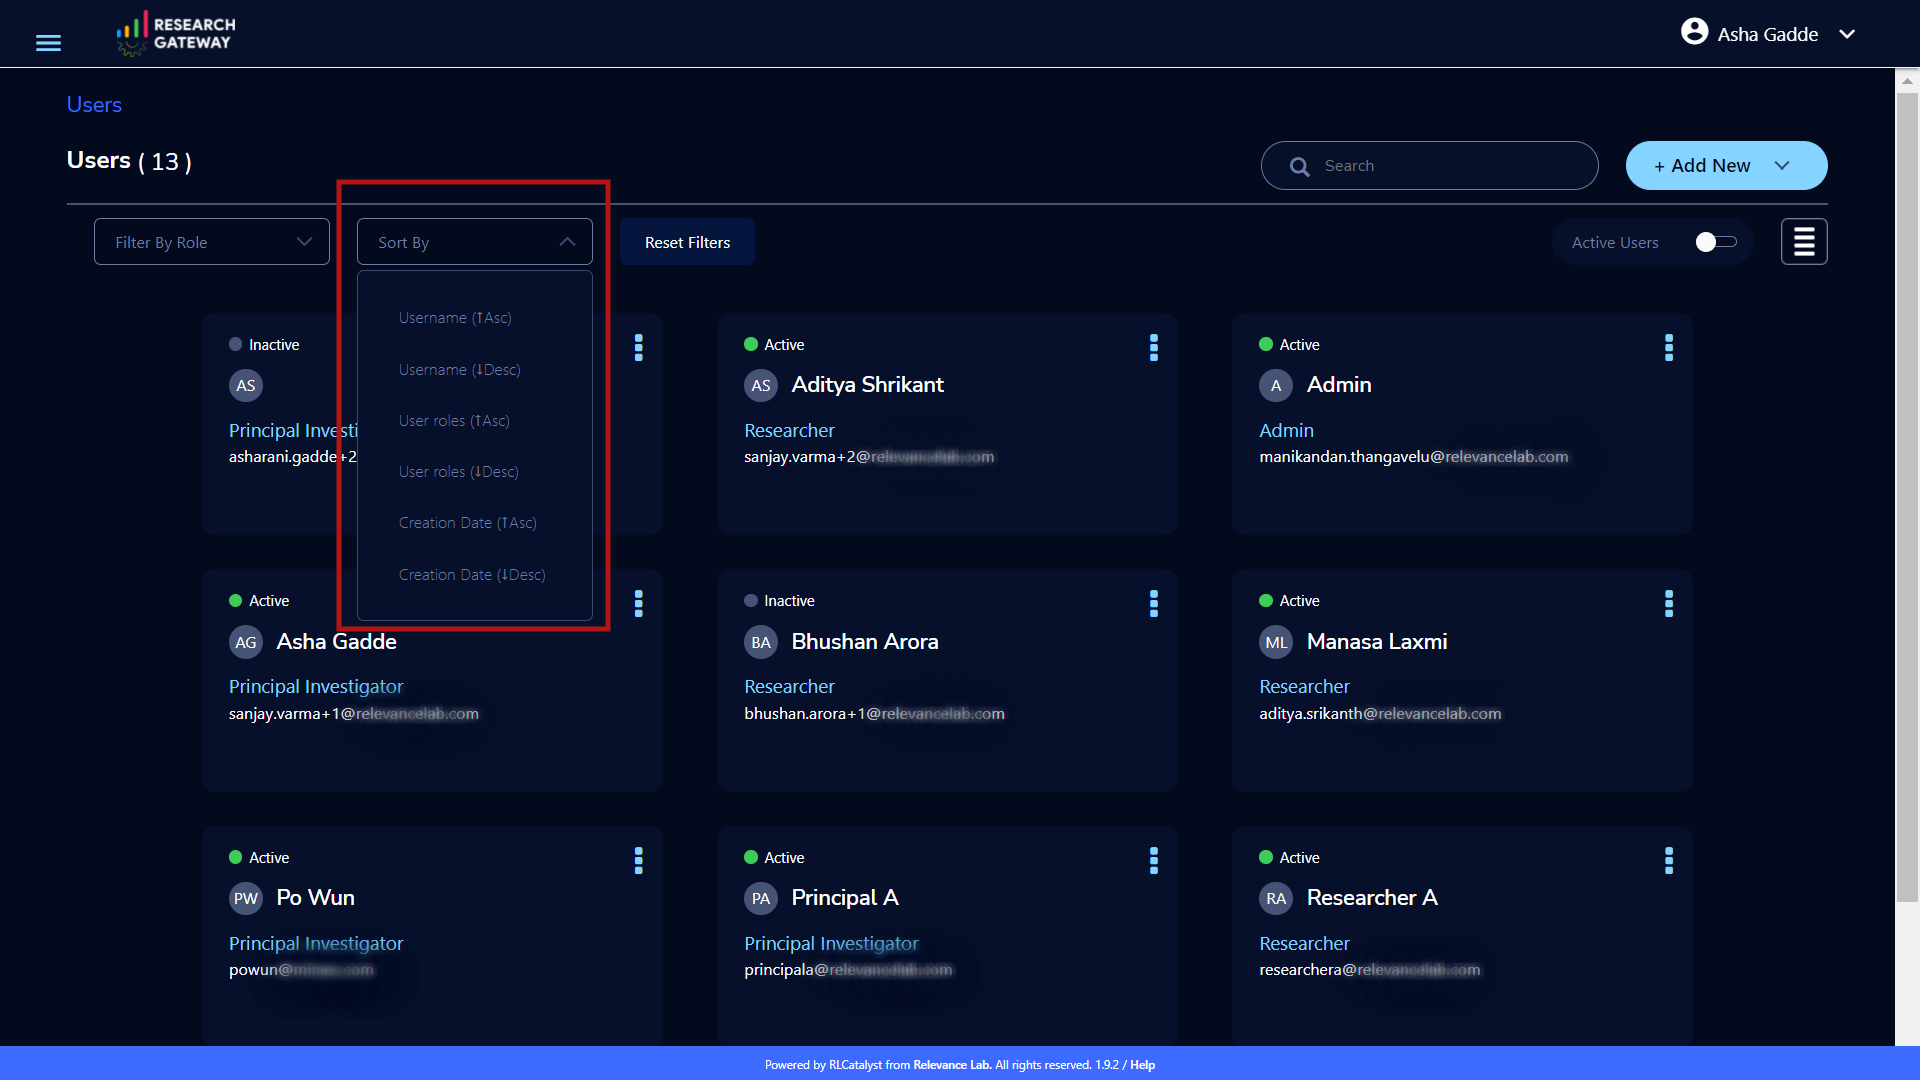 RESEARCH
GATEWAY
Asha Gadde
Users
Users ( 13 )
Search
+ Add New
Filter By Role
Sort By
Reset Filters
Active Users
Username (↑Asc)
Username (↓Desc)
User roles (↑Asc)
User roles (↓Desc)
Creation Date (↑Asc)
Creation Date (↓Desc)
Inactive
AS
Principal Investi
asharani.gadde+2
Active
AS Aditya Shrikant
Researcher
sanjay.varma+2@relevancelab.com
Active
A Admin
Admin
manikandan.thangavelu@relevancelab.com
Active
AG Asha Gadde
Principal Investigator
sanjay.varma+1@relevancelab.com
Inactive
BA Bhushan Arora
Researcher
bhushan.arora+1@relevancelab.com
Active
ML Manasa Laxmi
Researcher
aditya.srikanth@relevancelab.com
Active
PW Po Wun
Principal Investigator
powun@
Active
PA Principal A
Principal Investigator
principala@relevancelab.com
Active
RA Researcher A
Researcher
researchera@relevancelab.com
Powered by RLCatalyst from Relevance Lab. All rights reserved. 1.9.2 / Help